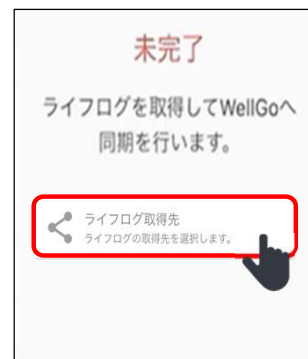 未完了
ライフログを取得してWellGoへ
同期を行います。
ライフログ取得先
ライフログの取得先を選択します。